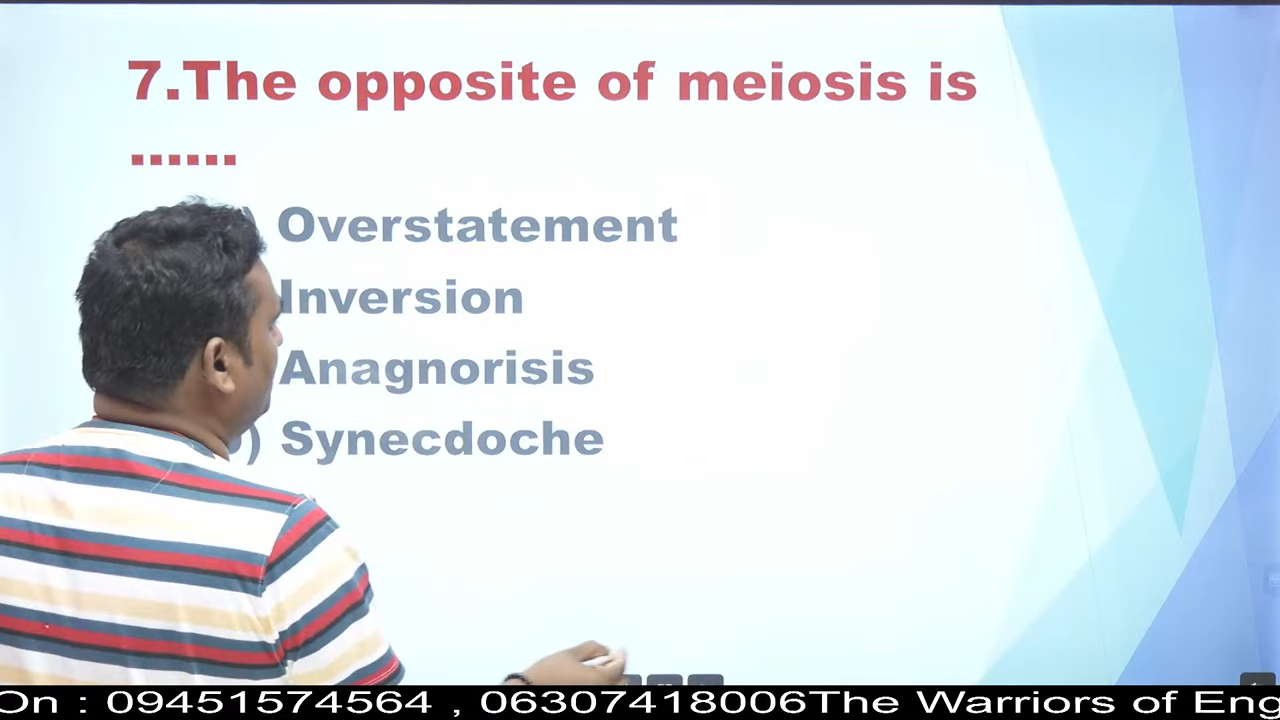 7.The opposite of meiosis is
......
) Overstatement
Inversion
Anagnorisis
) Synecdoche
On : 09451574564 , 06307418006The Warriors of Eng